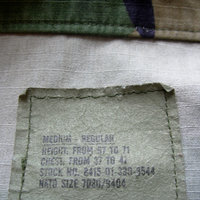 MEDIUM - REGULAR
HEIGHT: FROM 67 TO 71
CHEST: FROM 37 TO 41
STOCK NO. 8415-01-390-8544
NATO SIZE 7080/9404